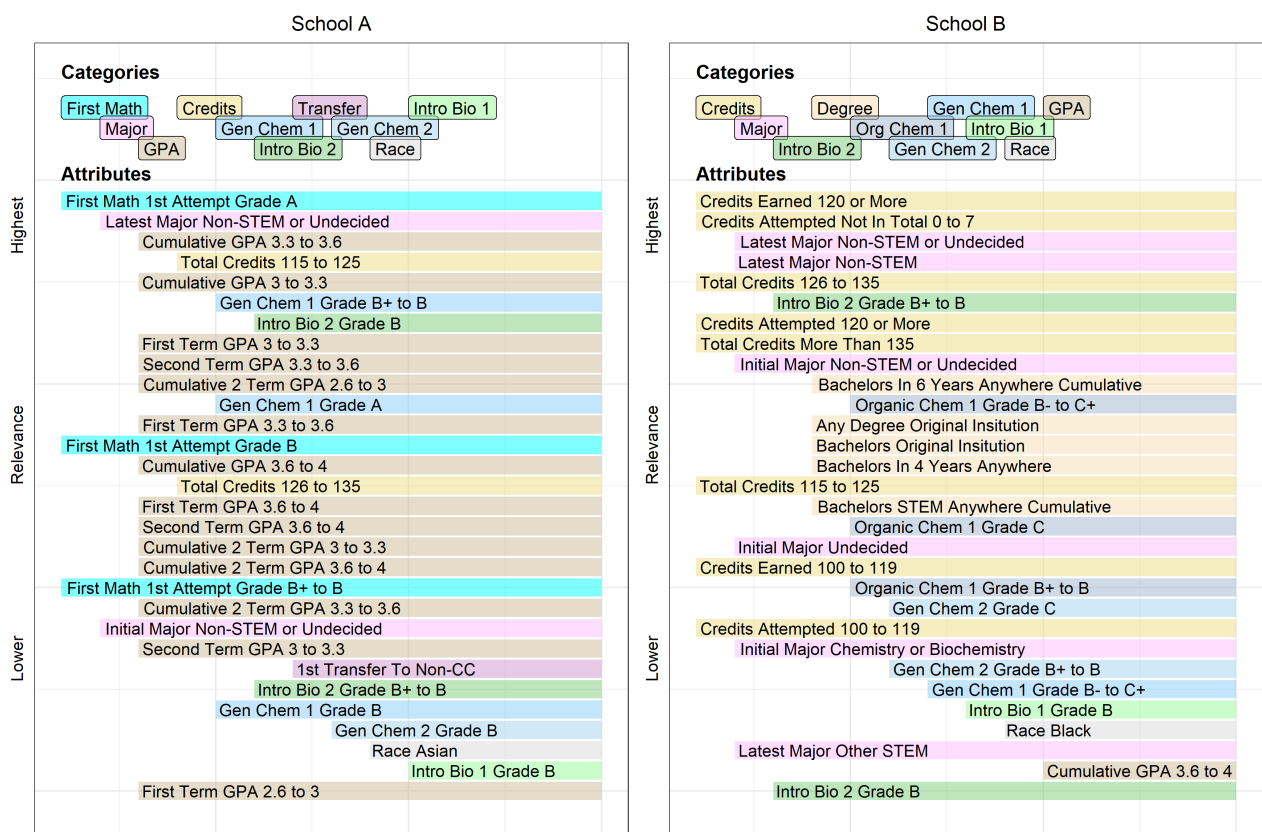 School A
Categories
First Math
Credits
Transfer
Intro Bio 1
Major
Gen Chem 1
Gen Chem 2
GPA
Intro Bio 2
Race
Attributes
Highest
Relevance
Lower
First Math 1st Attempt Grade A
Latest Major Non-STEM or Undecided
Cumulative GPA 3.3 to 3.6
Total Credits 115 to 125
Cumulative GPA 3 to 3.3
Gen Chem 1 Grade B+ to B
Intro Bio 2 Grade B
First Term GPA 3 to 3.3
Second Term GPA 3.3 to 3.6
Cumulative 2 Term GPA 2.6 to 3
Gen Chem 1 Grade A
First Term GPA 3.3 to 3.6
First Math 1st Attempt Grade B
Cumulative GPA 3.6 to 4
Total Credits 126 to 135
First Term GPA 3.6 to 4
Second Term GPA 3.6 to 4
Cumulative 2 Term GPA 3 to 3.3
Cumulative 2 Term GPA 3.6 to 4
First Math 1st Attempt Grade B+ to B
Cumulative 2 Term GPA 3.3 to 3.6
Initial Major Non-STEM or Undecided
Second Term GPA 3 to 3.3
1st Transfer To Non-CC
Intro Bio 2 Grade B+ to B
Gen Chem 1 Grade B
Gen Chem 2 Grade B
Race Asian
Intro Bio 1 Grade B
First Term GPA 2.6 to 3
School B
Categories
Credits
Degree
Gen Chem 1
GPA
Major
Org Chem 1
Intro Bio 1
Intro Bio 2
Gen Chem 2
Race
Attributes
Highest
Relevance
Lower
Credits Earned 120 or More
Credits Attempted Not In Total 0 to 7
Latest Major Non-STEM or Undecided
Latest Major Non-STEM
Total Credits 126 to 135
Intro Bio 2 Grade B+ to B
Credits Attempted 120 or More
Total Credits More Than 135
Initial Major Non-STEM or Undecided
Bachelors In 6 Years Anywhere Cumulative
Organic Chem 1 Grade B- to C+
Any Degree Original Insitution
Bachelors Original Insitution
Bachelors In 4 Years Anywhere
Total Credits 115 to 125
Bachelors STEM Anywhere Cumulative
Organic Chem 1 Grade C
Initial Major Undecided
Credits Earned 100 to 119
Organic Chem 1 Grade B+ to B
Gen Chem 2 Grade C
Credits Attempted 100 to 119
Initial Major Chemistry or Biochemistry
Gen Chem 2 Grade B+ to B
Gen Chem 1 Grade B- to C+
Intro Bio 1 Grade B
Race Black
Latest Major Other STEM
Cumulative GPA 3.6 to 4
Intro Bio 2 Grade B